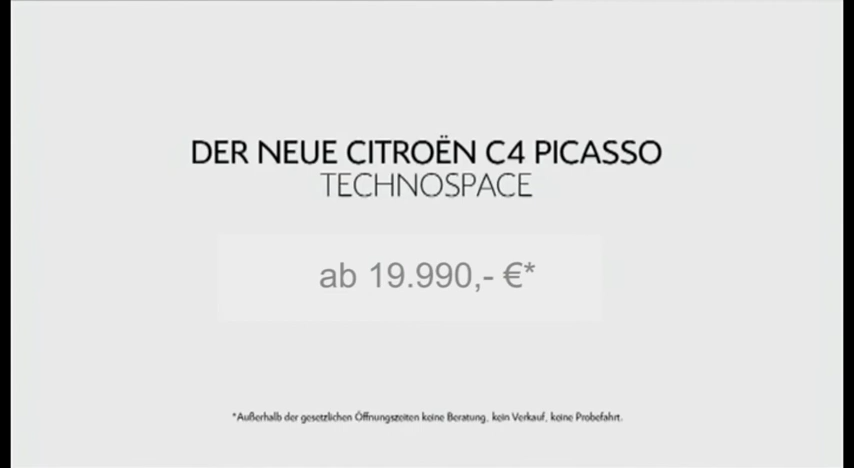 DER NEUE CITROËN C4 PICASSO
TECHNOSPACE
ab 19.990,- €*
*Außerhalb der gesetzlichen Öffnungszeiten keine Beratung, kein Verkauf, keine Probefahrt.